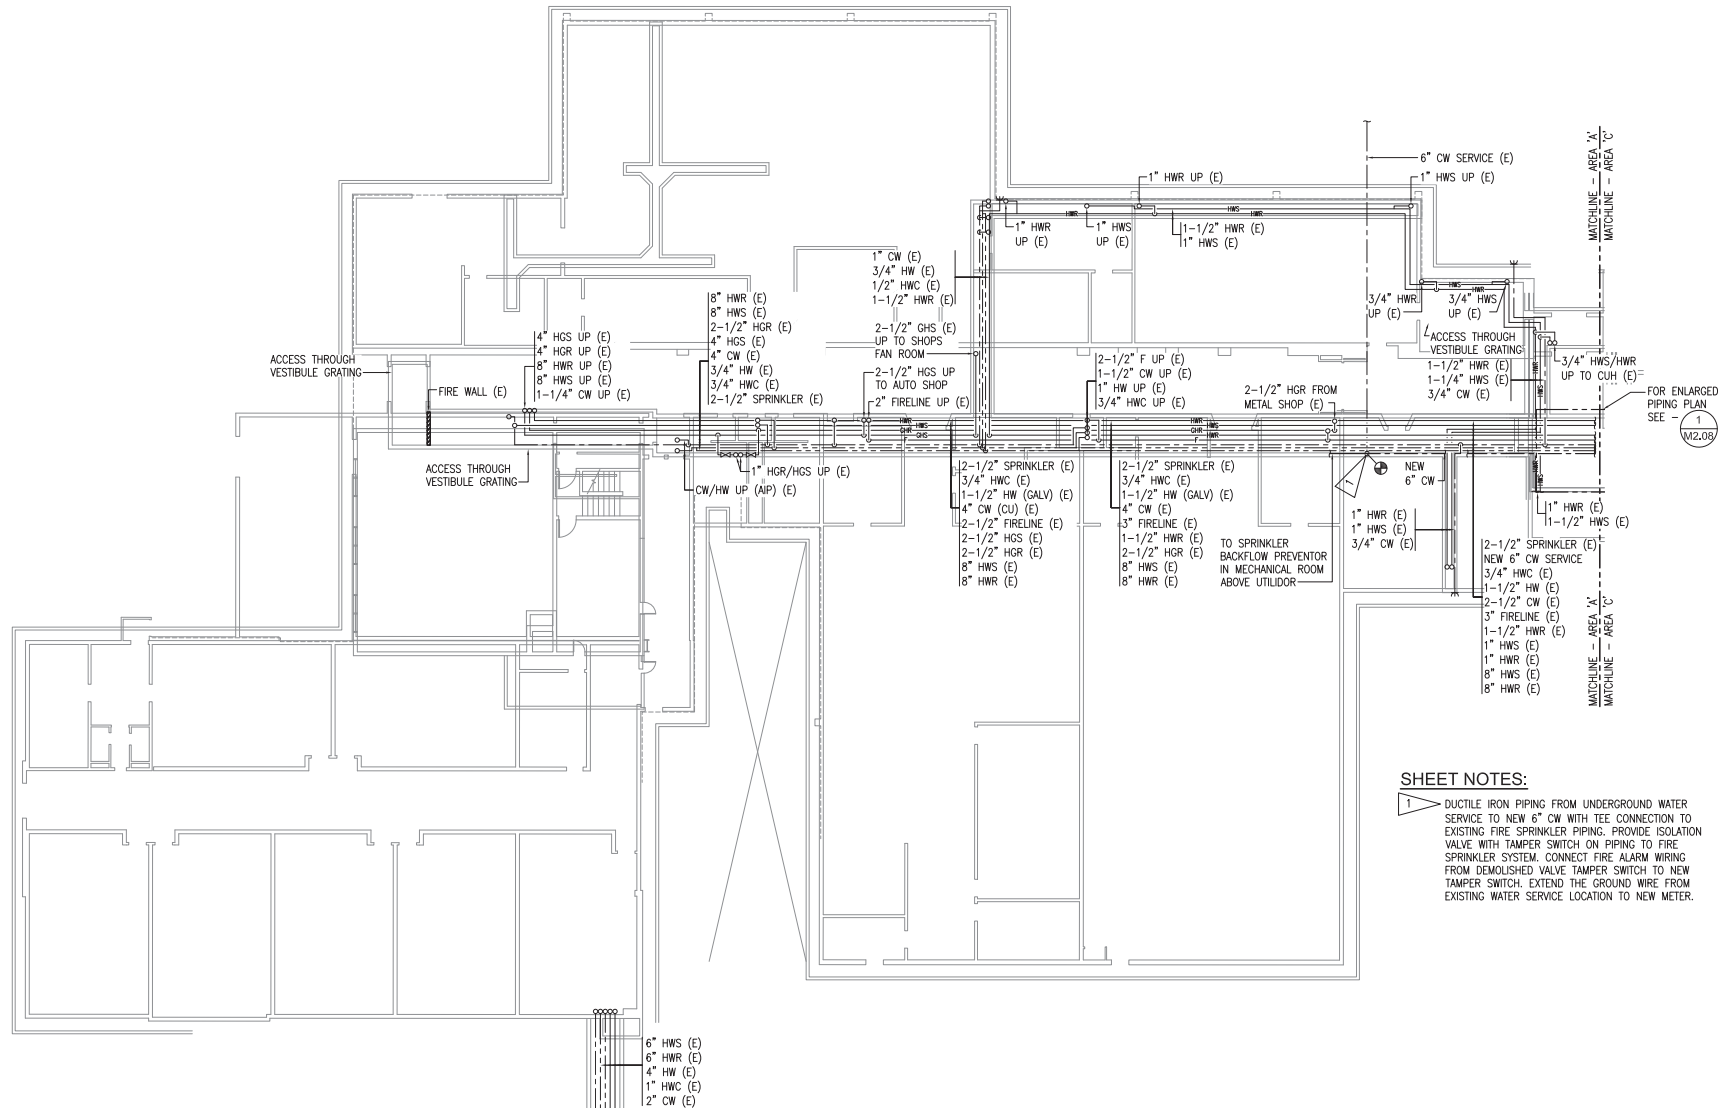 6" CW SERVICE (E)
1" HWR UP (E)
1" HWS UP (E)
MATCHLINE - AREA 'A'
MATCHLINE - AREA 'C'
1" HWR
UP (E)
1" HWS
UP (E)
1-1/2" HWR (E)
1" HWS (E)
HWR
HWS
HWR
1" CW (E)
3/4" HW (E)
1/2" HWC (E)
1-1/2" HWR (E)
8" HWR (E)
8" HWS (E)
2-1/2" HGR (E)
4" HGS (E)
4" CW (E)
3/4" HW (E)
3/4" HWC (E)
2-1/2" SPRINKLER (E)
3/4" HWR
UP (E)
3/4" HWS
UP (E)
HWS
HWR
4" HGS UP (E)
4" HGR UP (E)
8" HWR UP (E)
8" HWS UP (E)
1-1/4" CW UP (E)
2-1/2" GHS (E)
UP TO SHOPS
FAN ROOM
2-1/2" HGS UP
TO AUTO SHOP
2" FIRELINE UP (E)
ACCESS THROUGH
VESTIBULE GRATING
ACCESS THROUGH
VESTIBULE GRATING
FIRE WALL (E)
2-1/2" F UP (E)
1-1/2" CW UP (E)
1" HW UP (E)
3/4" HWC UP (E)
2-1/2" HGR FROM
METAL SHOP (E)
1-1/2" HWR (E)
1-1/4" HWS (E)
3/4" CW (E)
3/4" HWS/HWR
UP TO CUH (E)
HWR
HWS
FOR ENLARGED
PIPING PLAN
SEE -
1
M2.08
HWR
HWS
GHR
GHS
F
HWR
HWS
GHR
HWR
F
ACCESS THROUGH
VESTIBULE GRATING
1" HGR/HGS UP (E)
CW/HW UP (AIP) (E)
2-1/2" SPRINKLER (E)
3/4" HWC (E)
1-1/2" HW (GALV) (E)
4" CW (CU) (E)
2-1/2" FIRELINE (E)
2-1/2" HGS (E)
2-1/2" HGR (E)
8" HWS (E)
8" HWR (E)
2-1/2" SPRINKLER (E)
3/4" HWC (E)
1-1/2" HW (GALV) (E)
4" CW (E)
3" FIRELINE (E)
1-1/2" HWR (E)
2-1/2" HGR (E)
8" HWS (E)
8" HWR (E)
1
NEW
6" CW
HWR
HWS
1" HWR (E)
1-1/2" HWS (E)
1" HWR (E)
1" HWS (E)
3/4" CW (E)
TO SPRINKLER
BACKFLOW PREVENTOR
IN MECHANICAL ROOM
ABOVE UTILIDOR
2-1/2" SPRINKLER (E)
NEW 6" CW SERVICE
3/4" HWC (E)
1-1/2" HW (E)
2-1/2" CW (E)
3" FIRELINE (E)
1-1/2" HWR (E)
1" HWS (E)
1" HWR (E)
8" HWS (E)
8" HWR (E)
MATCHLINE - AREA 'A'
MATCHLINE - AREA 'C'
SHEET NOTES:
1 DUCTILE IRON PIPING FROM UNDERGROUND WATER
SERVICE TO NEW 6" CW WITH TEE CONNECTION TO
EXISTING FIRE SPRINKLER PIPING. PROVIDE ISOLATION
VALVE WITH TAMPER SWITCH ON PIPING TO FIRE
SPRINKLER SYSTEM. CONNECT FIRE ALARM WIRING
FROM DEMOLISHED VALVE TAMPER SWITCH TO NEW
TAMPER SWITCH. EXTEND THE GROUND WIRE FROM
EXISTING WATER SERVICE LOCATION TO NEW METER.
6" HWS (E)
6" HWR (E)
4" HW (E)
1" HWC (E)
2" CW (E)